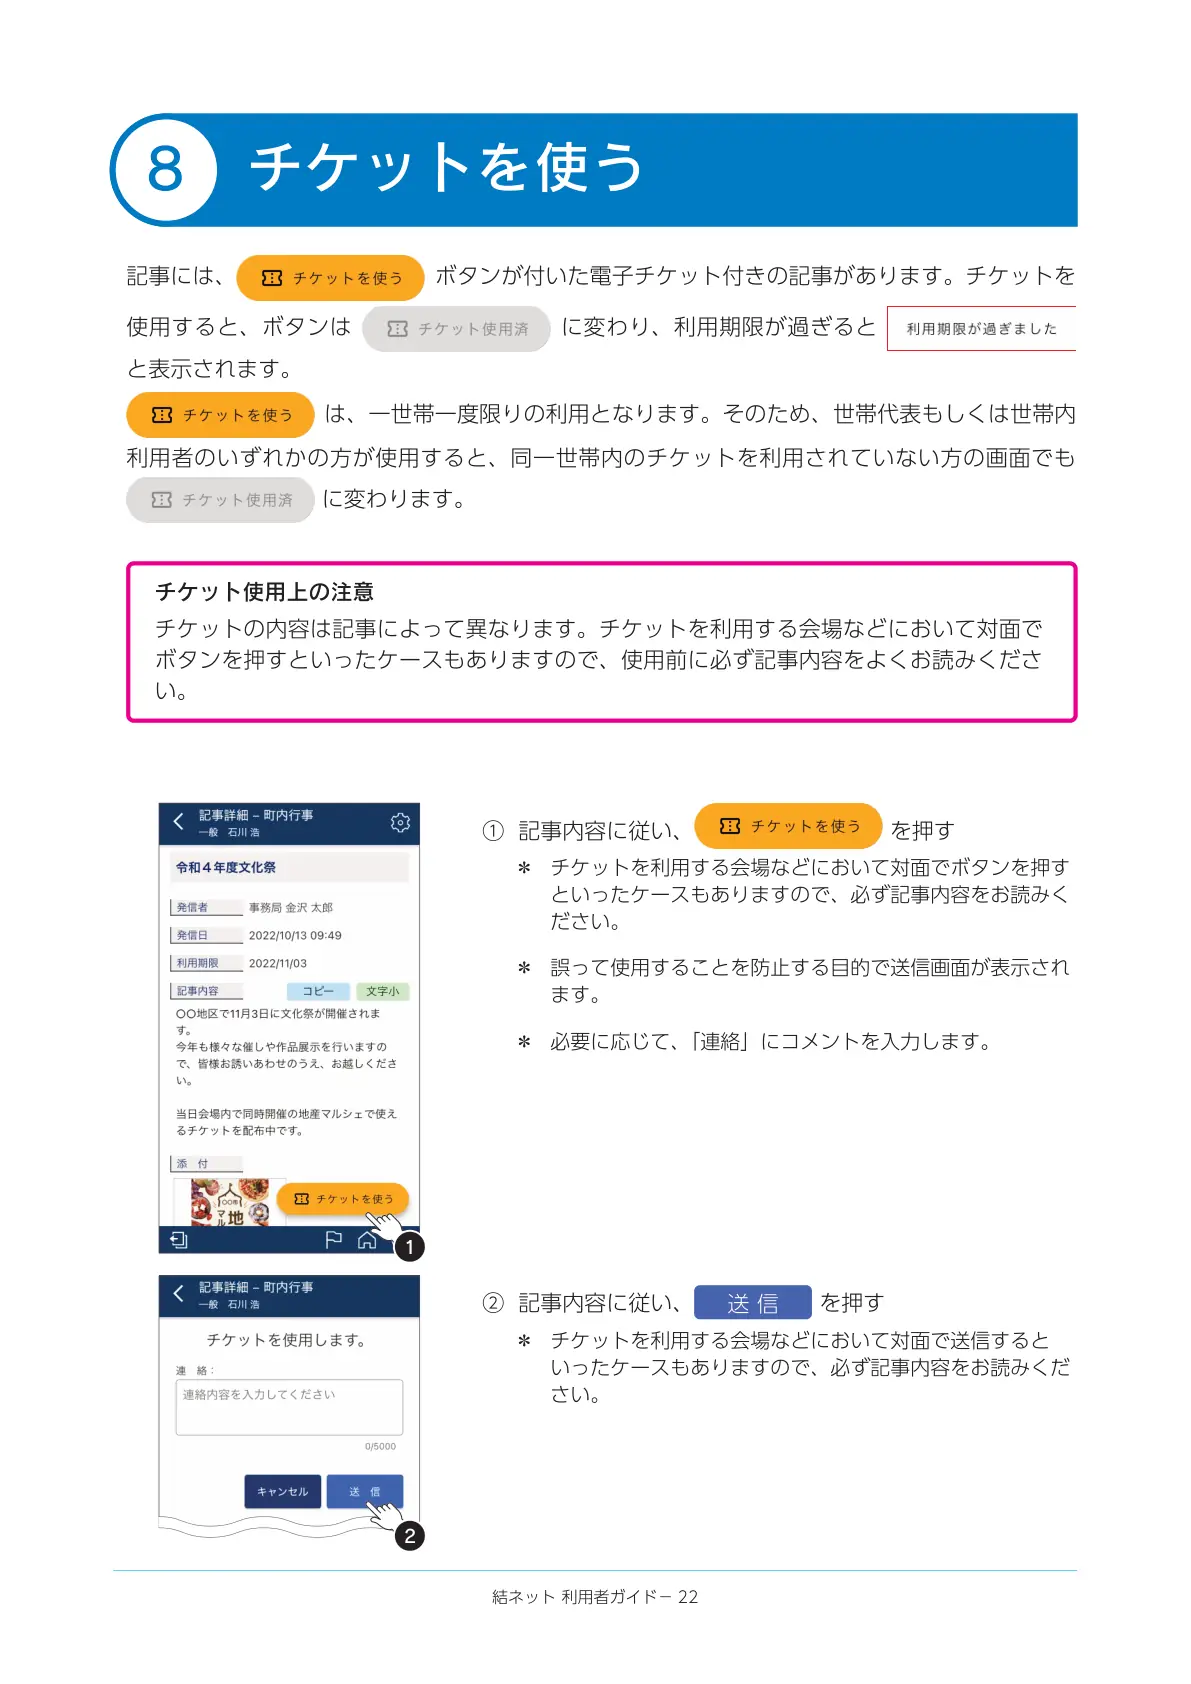 8 チケットを使う
記事には、 チケットを使う ボタンが付いた電子チケット付きの記事があります。チケットを
使用すると、ボタンは チケット使用済 に変わり、利用期限が過ぎると 利用期限が過ぎました
と表示されます。
チケットを使う は、一世帯一度限りの利用となります。そのため、世帯代表もしくは世帯内
利用者のいずれかの方が使用すると、同一世帯内のチケットを利用されていない方の画面でも
チケット使用済 に変わります。
チケット使用上の注意
チケットの内容は記事によって異なります。チケットを利用する会場などにおいて対面で
ボタンを押すといったケースもありますので、使用前に必ず記事内容をよくお読みくださ
い。
記事詳細 – 町内行事
一般 石川 浩
令和４年度文化祭
発信者 事務局 金沢 太郎
発信日 2022/10/13 09:49
利用期限 2022/11/03
記事内容 コピー 文字小
〇〇地区で11月3日に文化祭が開催されま
す。
今年も様々な催しや作品展示を行いますの
で、皆様お誘いあわせのうえ、お越しくださ
い。
当日会場内で同時開催の地産マルシェで使え
るチケットを配布中です。
添 付
〇〇市
マル 地
チケットを使う
1
① 記事内容に従い、 チケットを使う を押す
＊ チケットを利用する会場などにおいて対面でボタンを押す
といったケースもありますので、必ず記事内容をお読みく
ださい。
＊ 誤って使用することを防止する目的で送信画面が表示され
ます。
＊ 必要に応じて、「連絡」にコメントを入力します。
記事詳細 – 町内行事
一般 石川 浩
チケットを使用します。
連 絡：
連絡内容を入力してください
0/5000
キャンセル 送 信
2
② 記事内容に従い、 送 信 を押す
＊ チケットを利用する会場などにおいて対面で送信すると
いったケースもありますので、必ず記事内容をお読みくだ
さい。
結ネット 利用者ガイド－ 22